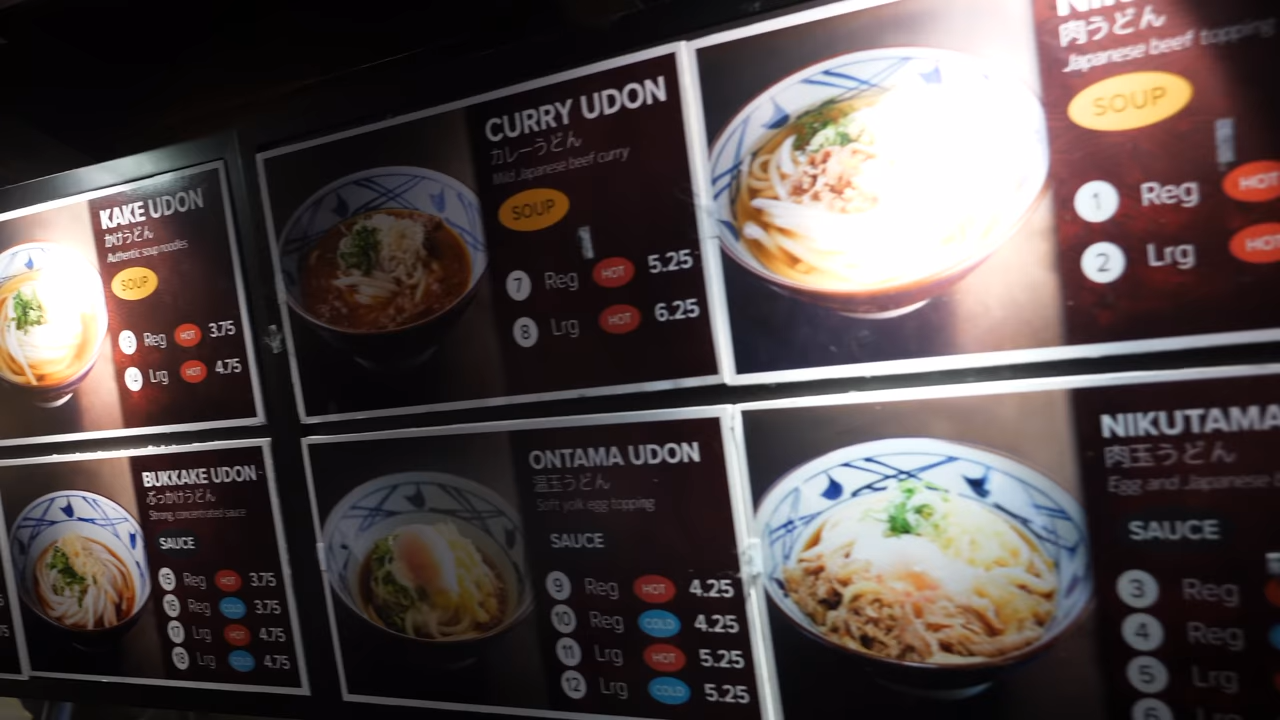 KAKE UDON
かけうどん
Authentic soup noodles
SOUP
13 Reg HOT 3.75
14 Lrg HOT 4.75
CURRY UDON
カレーうどん
Mild Japanese beef curry
SOUP
7 Reg HOT 5.25
8 Lrg HOT 6.25
肉うどん
Japanese beef topping
SOUP
1 Reg HOT
2 Lrg HOT
BUKKAKE UDON
ぶっかけうどん
Strong, concentrated sauce
SAUCE
15 Reg HOT 3.75
16 Reg COLD 3.75
17 Lrg HOT 4.75
18 Lrg COLD 4.75
ONTAMA UDON
温玉うどん
Soft yolk egg topping
SAUCE
9 Reg HOT 4.25
10 Reg COLD 4.25
11 Lrg HOT 5.25
12 Lrg COLD 5.25
NIKUTAMA
肉玉うどん
Egg and Japanese
SAUCE
3 Reg
4 Reg
5 Lrg